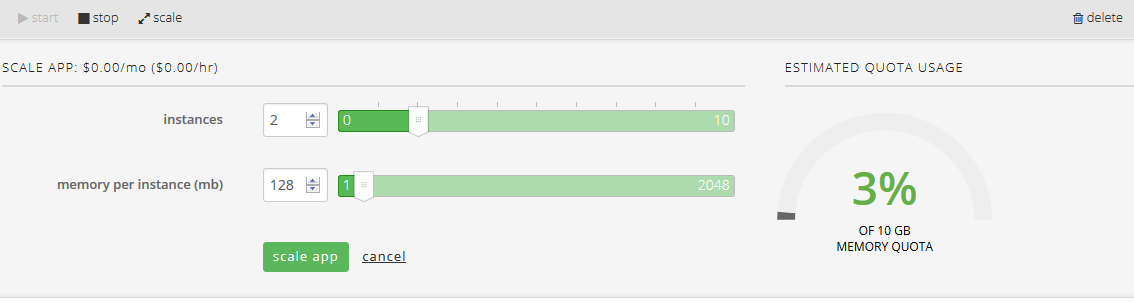 start stop scale delete
SCALE APP: $0.00/mo ($0.00/hr) ESTIMATED QUOTA USAGE
instances 2 0 10
memory per instance (mb) 128 1 2048
3%
OF 10 GB
MEMORY QUOTA
scale app cancel